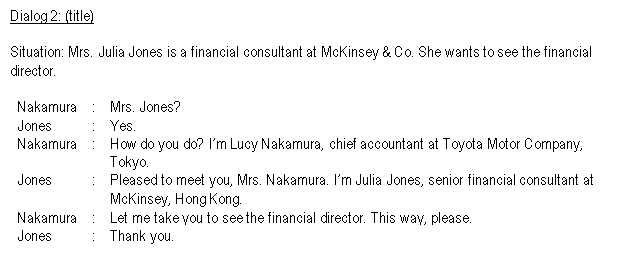 Dialog 2: (title)
Situation: Mrs. Julia Jones is a financial consultant at McKinsey & Co. She wants to see the financial
director.
Nakamura : Mrs. Jones?
Jones : Yes.
Nakamura : How do you do? I'm Lucy Nakamura, chief accountant at Toyota Motor Company,
Tokyo.
Jones : Pleased to meet you, Mrs. Nakamura. I'm Julia Jones, senior financial consultant at
McKinsey, Hong Kong.
Nakamura : Let me take you to see the financial director. This way, please.
Jones : Thank you.